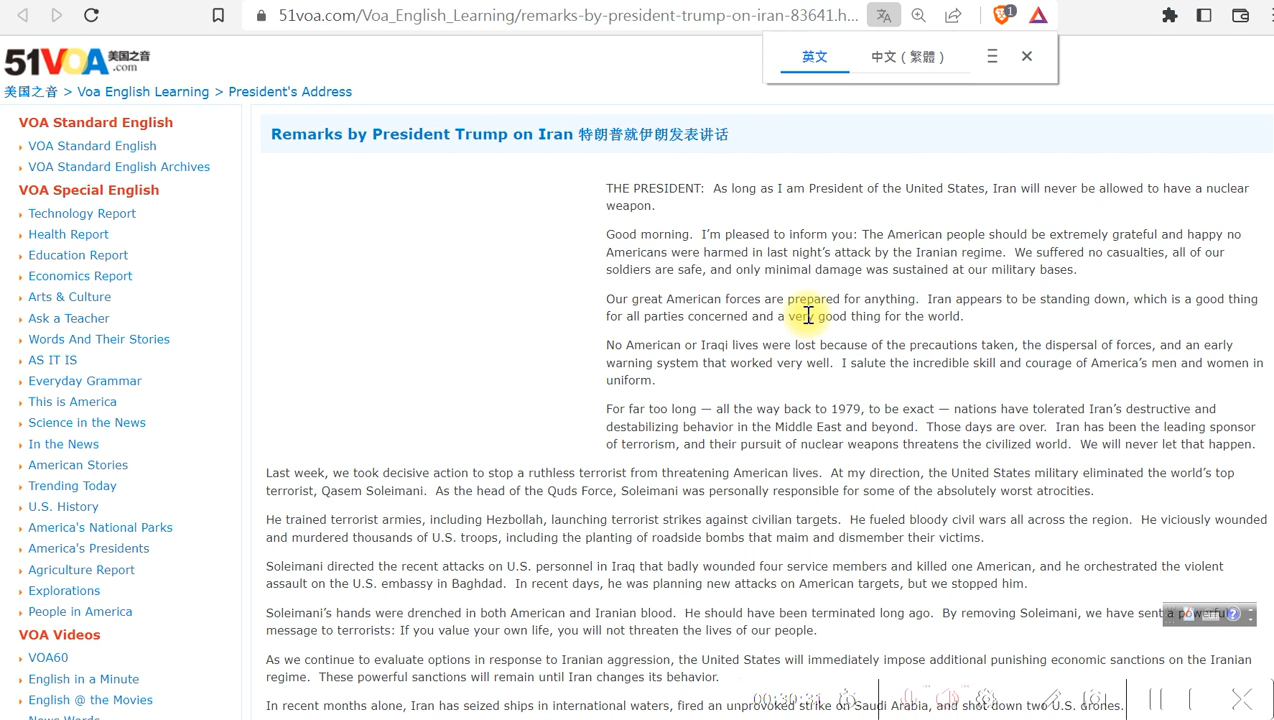 51voa.com/Voa_English_Learning/remarks-by-president-trump-on-iran-83641.h...
1
英文
中文（繁體）
51VOA.com 美国之音
美国之音 > Voa English Learning > President's Address
VOA Standard English
VOA Standard English
VOA Standard English Archives
VOA Special English
Technology Report
Health Report
Education Report
Economics Report
Arts & Culture
Ask a Teacher
Words And Their Stories
AS IT IS
Everyday Grammar
This is America
Science in the News
In the News
American Stories
Trending Today
U.S. History
America's National Parks
America's Presidents
Agriculture Report
Explorations
People in America
VOA Videos
VOA60
English in a Minute
English @ the Movies
News Words
Remarks by President Trump on Iran 特朗普就伊朗发表讲话
THE PRESIDENT:  As long as I am President of the United States, Iran will never be allowed to have a nuclear
weapon.
Good morning.  I’m pleased to inform you: The American people should be extremely grateful and happy no
Americans were harmed in last night’s attack by the Iranian regime.  We suffered no casualties, all of our
soldiers are safe, and only minimal damage was sustained at our military bases.
Our great American forces are prepared for anything.  Iran appears to be standing down, which is a good thing
for all parties concerned and a very good thing for the world.
No American or Iraqi lives were lost because of the precautions taken, the dispersal of forces, and an early
warning system that worked very well.  I salute the incredible skill and courage of America’s men and women in
uniform.
For far too long — all the way back to 1979, to be exact — nations have tolerated Iran’s destructive and
destabilizing behavior in the Middle East and beyond.  Those days are over.  Iran has been the leading sponsor
of terrorism, and their pursuit of nuclear weapons threatens the civilized world.  We will never let that happen.
Last week, we took decisive action to stop a ruthless terrorist from threatening American lives.  At my direction, the United States military eliminated the world’s top
terrorist, Qasem Soleimani.  As the head of the Quds Force, Soleimani was personally responsible for some of the absolutely worst atrocities.
He trained terrorist armies, including Hezbollah, launching terrorist strikes against civilian targets.  He fueled bloody civil wars all across the region.  He viciously wounded
and murdered thousands of U.S. troops, including the planting of roadside bombs that maim and dismember their victims.
Soleimani directed the recent attacks on U.S. personnel in Iraq that badly wounded four service members and killed one American, and he orchestrated the violent
assault on the U.S. embassy in Baghdad.  In recent days, he was planning new attacks on American targets, but we stopped him.
Soleimani’s hands were drenched in both American and Iranian blood.  He should have been terminated long ago.  By removing Soleimani, we have sent a powerful
message to terrorists: If you value your own life, you will not threaten the lives of our people.
As we continue to evaluate options in response to Iranian aggression, the United States will immediately impose additional punishing economic sanctions on the Iranian
regime.  These powerful sanctions will remain until Iran changes its behavior.
In recent months alone, Iran has seized ships in international waters, fired an unprovoked strike on Saudi Arabia, and shot down two U.S. drones.
00:30:31